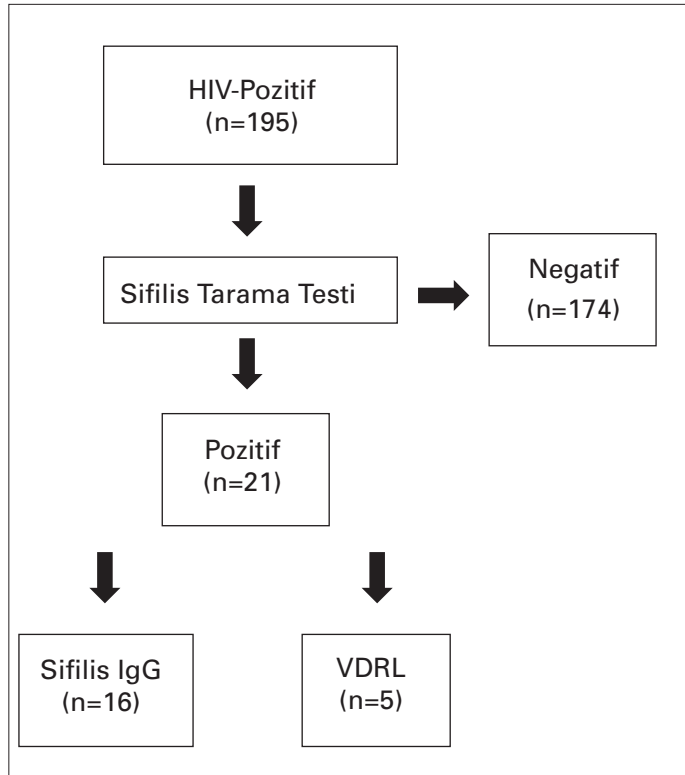 HIV-Pozitif
(n=195)
Sifilis Tarama Testi
Negatif
(n=174)
Pozitif
(n=21)
Sifilis IgG
(n=16)
VDRL
(n=5)